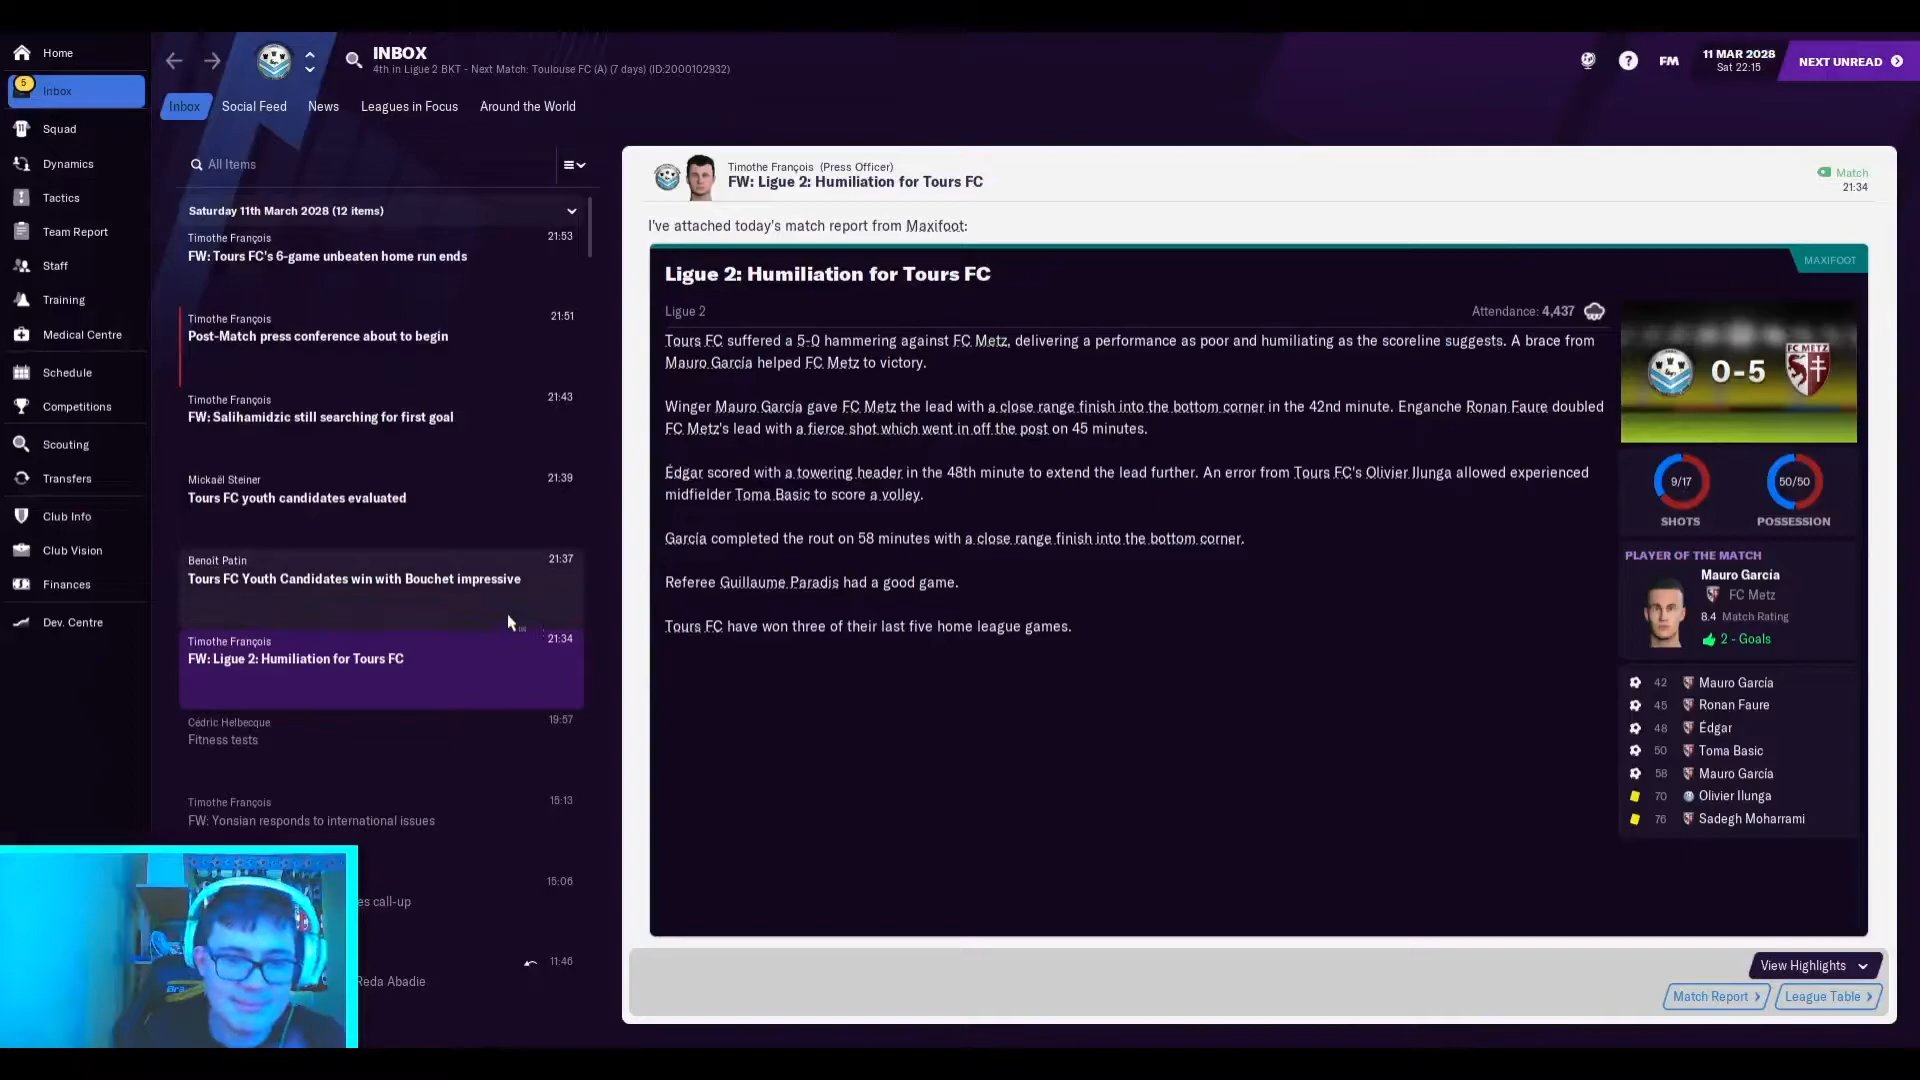 Home
5
Inbox
Squad
Dynamics
Tactics
Team Report
Staff
Training
Medical Centre
Schedule
Competitions
Scouting
Transfers
Club Info
Club Vision
Finances
Dev. Centre
INBOX
4th in Ligue 2 BKT - Next Match: Toulouse FC (A) (7 days) (ID:2000102932)
?
FM
11 MAR 2028
Sat 22:15
NEXT UNREAD
Inbox
Social Feed
News
Leagues in Focus
Around the World
All Items
Saturday 11th March 2028 (12 items)
Timothe François 21:53
FW: Tours FC's 6-game unbeaten home run ends
Timothe François 21:51
Post-Match press conference about to begin
Timothe François 21:43
FW: Salihamidzic still searching for first goal
Mickaël Steiner 21:39
Tours FC youth candidates evaluated
Benoît Patin 21:37
Tours FC Youth Candidates win with Bouchet impressive
Timothe François 21:34
FW: Ligue 2: Humiliation for Tours FC
Cédric Helbecque 19:57
Fitness tests
Timothe François 15:13
FW: Yonsian responds to international issues
15:06
es call-up
11:46
Reda Abadie
Timothe François (Press Officer)
FW: Ligue 2: Humiliation for Tours FC
Match
21:34
I've attached today's match report from Maxifoot:
MAXIFOOT
Ligue 2: Humiliation for Tours FC
Ligue 2
Attendance: 4,437
Tours FC suffered a 5-0 hammering against FC Metz, delivering a performance as poor and humiliating as the scoreline suggests. A brace from
Mauro García helped FC Metz to victory.
Winger Mauro García gave FC Metz the lead with a close range finish into the bottom corner in the 42nd minute. Enganche Ronan Faure doubled
FC Metz's lead with a fierce shot which went in off the post on 45 minutes.
Édgar scored with a towering header in the 48th minute to extend the lead further. An error from Tours FC's Olivier Ilunga allowed experienced
midfielder Toma Basic to score a volley.
García completed the rout on 58 minutes with a close range finish into the bottom corner.
Referee Guillaume Paradis had a good game.
Tours FC have won three of their last five home league games.
FC METZ
0-5
9/17
SHOTS
50/50
POSSESSION
PLAYER OF THE MATCH
Mauro García
FC Metz
8.4 Match Rating
2 - Goals
42 Mauro García
45 Ronan Faure
48 Édgar
50 Toma Basic
58 Mauro García
70 Olivier Ilunga
76 Sadegh Moharrami
View Highlights
Match Report
League Table